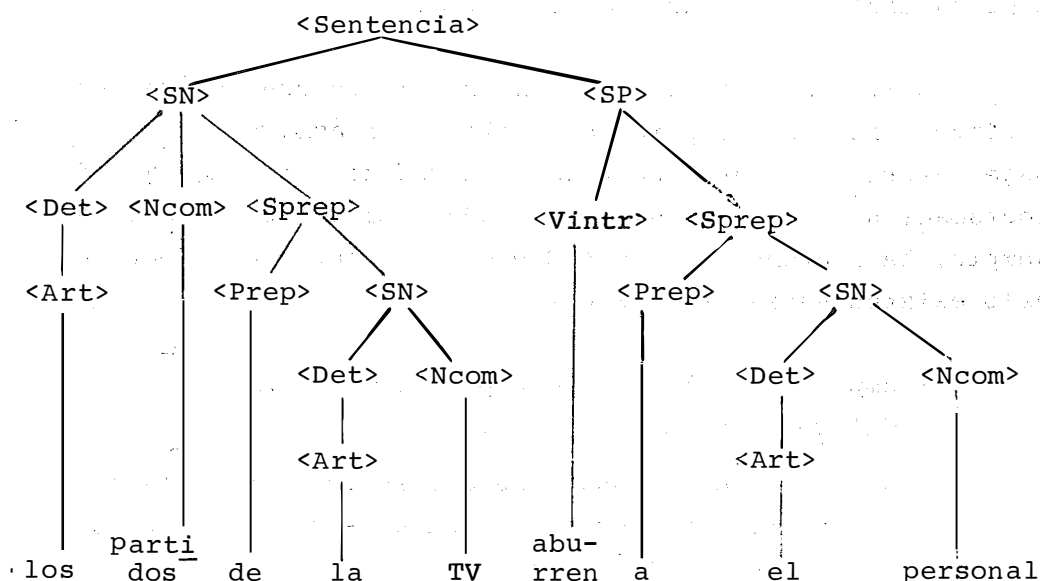 <Sentencia>
<SN> <SP>
<Det> <Ncom> <Sprep> <Vintr> <Sprep>
<Art> <Prep> <SN> <Prep> <SN>
<Det> <Ncom> <Det> <Ncom>
<Art> <Art>
parti abu-
los dos de la TV rren a el personal